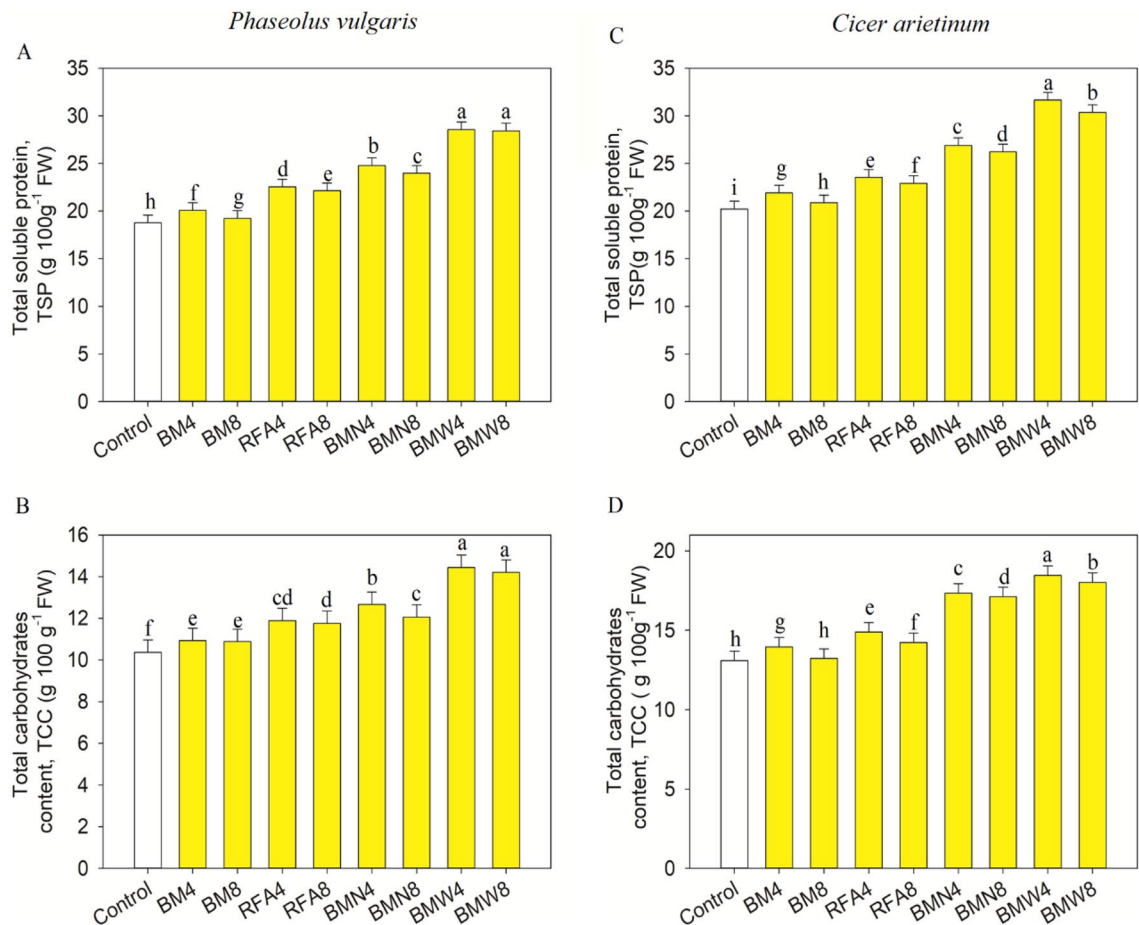 Phaseolus vulgaris
Cicer arietinum
A
Total soluble protein,
TSP (g 100g-1 FW)
35
30
25
20
15
10
5
0
h
f
g
d
e
b
c
a
a
Control
BM4
BM8
RFA4
RFA8
BMN4
BMN8
BMW4
BMW8
C
Total soluble protein,
TSP(g 100g-1 FW)
35
30
25
20
15
10
5
0
i
g
h
e
f
c
d
a
b
Control
BM4
BM8
RFA4
RFA8
BMN4
BMN8
BMW4
BMW8
B
Total carbohydrates
content, TCC (g 100 g-1 FW)
16
14
12
10
8
6
4
2
0
f
e
e
cd
d
b
c
a
a
Control
BM4
BM8
RFA4
RFA8
BMN4
BMN8
BMW4
BMW8
D
Total carbohydrates
content, TCC ( g 100g-1 FW)
20
15
10
5
0
h
g
h
e
f
c
d
a
b
Control
BM4
BM8
RFA4
RFA8
BMN4
BMN8
BMW4
BMW8